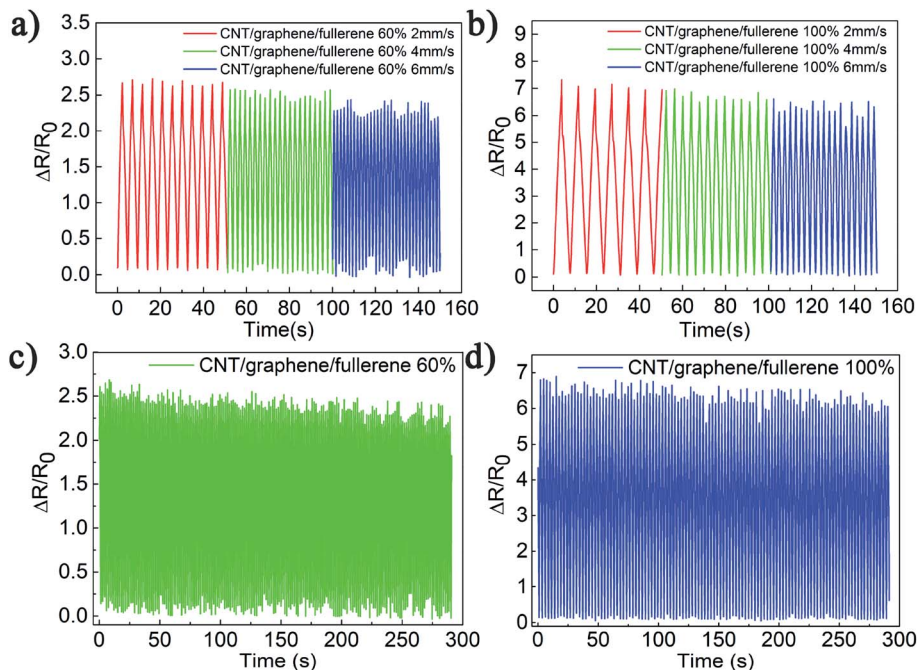 a)
3.5
3.0
2.5
2.0
1.5
1.0
0.5
0.0
ΔR/R0
CNT/graphene/fullerene 60% 2mm/s
CNT/graphene/fullerene 60% 4mm/s
CNT/graphene/fullerene 60% 6mm/s
0 20 40 60 80 100 120 140 160
Time(s)
b)
9
8
7
6
5
4
3
2
1
0
ΔR/R0
CNT/graphene/fullerene 100% 2mm/s
CNT/graphene/fullerene 100% 4mm/s
CNT/graphene/fullerene 100% 6mm/s
0 20 40 60 80 100 120 140 160
Time(s)
c)
3.0
2.5
2.0
1.5
1.0
0.5
0.0
ΔR/R0
CNT/graphene/fullerene 60%
0 50 100 150 200 250 300
Time (s)
d)
7
6
5
4
3
2
1
0
ΔR/R0
CNT/graphene/fullerene 100%
0 50 100 150 200 250 300
Time (s)